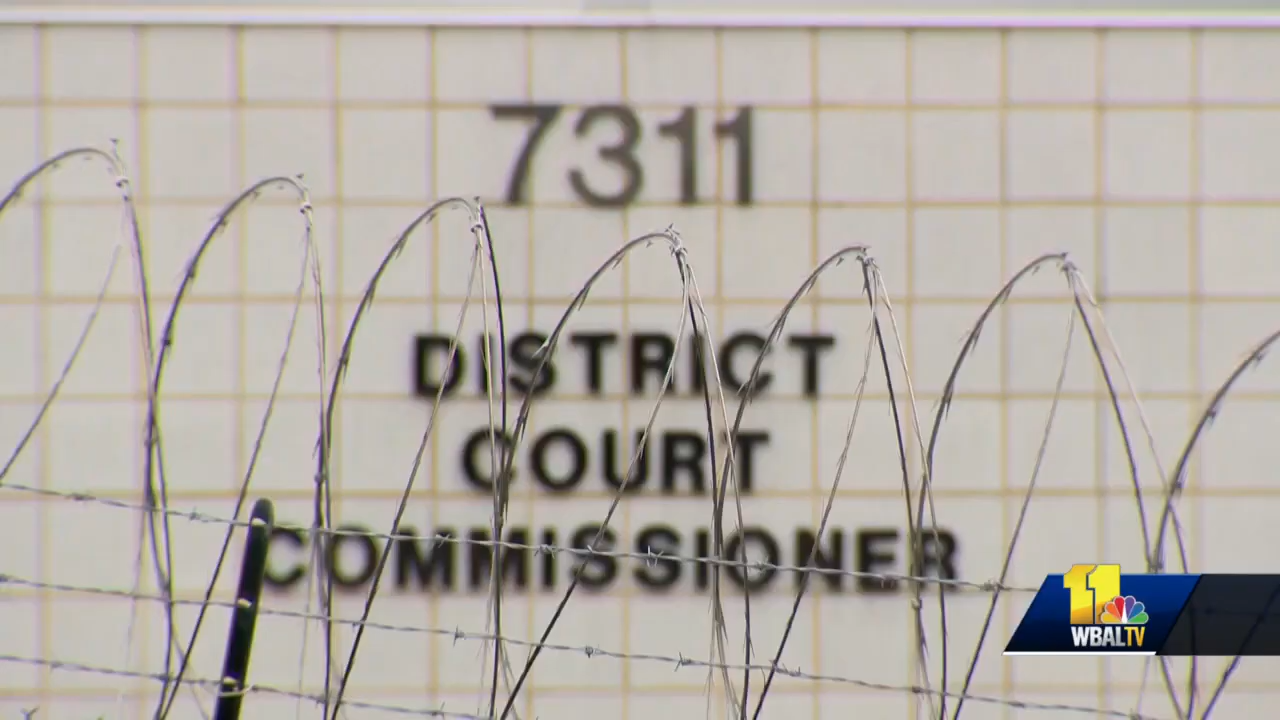 7311
DISTRICT
COURT
COMMISSIONER
11
WBALTV